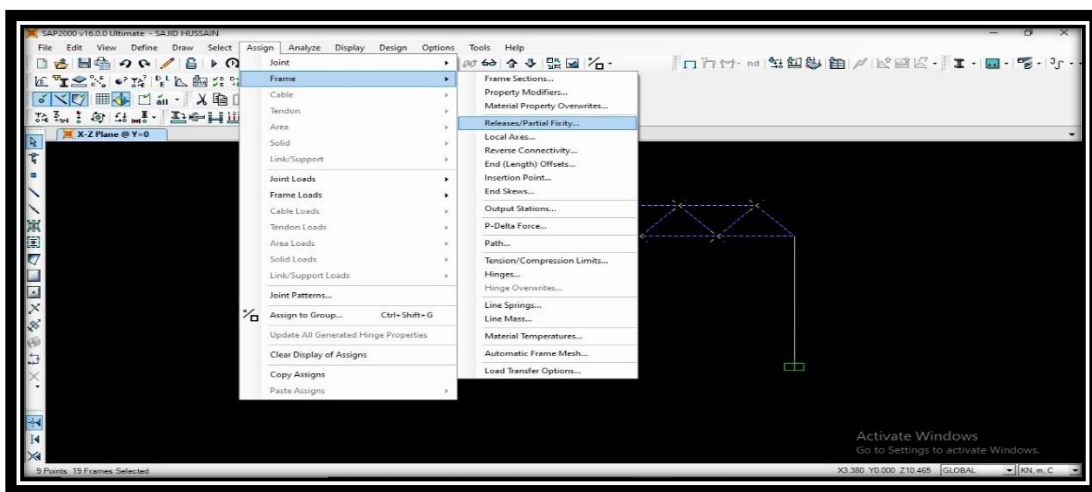 SAP2000 v16.0.0 Ultimate - SAJID HUSSAIN
File Edit View Define Draw Select Assign Analyze Display Design Options Tools Help
X-Z Plane @ Y=0
Joint
Frame
Cable
Tendon
Area
Solid
Link/Support
Joint Loads
Frame Loads
Cable Loads
Tendon Loads
Area Loads
Solid Loads
Link/Support Loads
Joint Patterns...
Assign to Group... Ctrl+Shift+G
Update All Generated Hinge Properties
Clear Display of Assigns
Copy Assigns
Paste Assigns
Frame Sections...
Property Modifiers...
Material Property Overwrites...
Releases/Partial Fixity...
Local Axes...
Reverse Connectivity...
End (Length) Offsets...
Insertion Point...
End Skews...
Output Stations...
P-Delta Force...
Path...
Tension/Compression Limits...
Hinges...
Hinge Overwrites...
Line Springs...
Line Mass...
Material Temperatures...
Automatic Frame Mesh...
Load Transfer Options...
Activate Windows
Go to Settings to activate Windows.
9 Points 19 Frames Selected
X3.380 Y0.000 Z10.465 GLOBAL KN, m, C